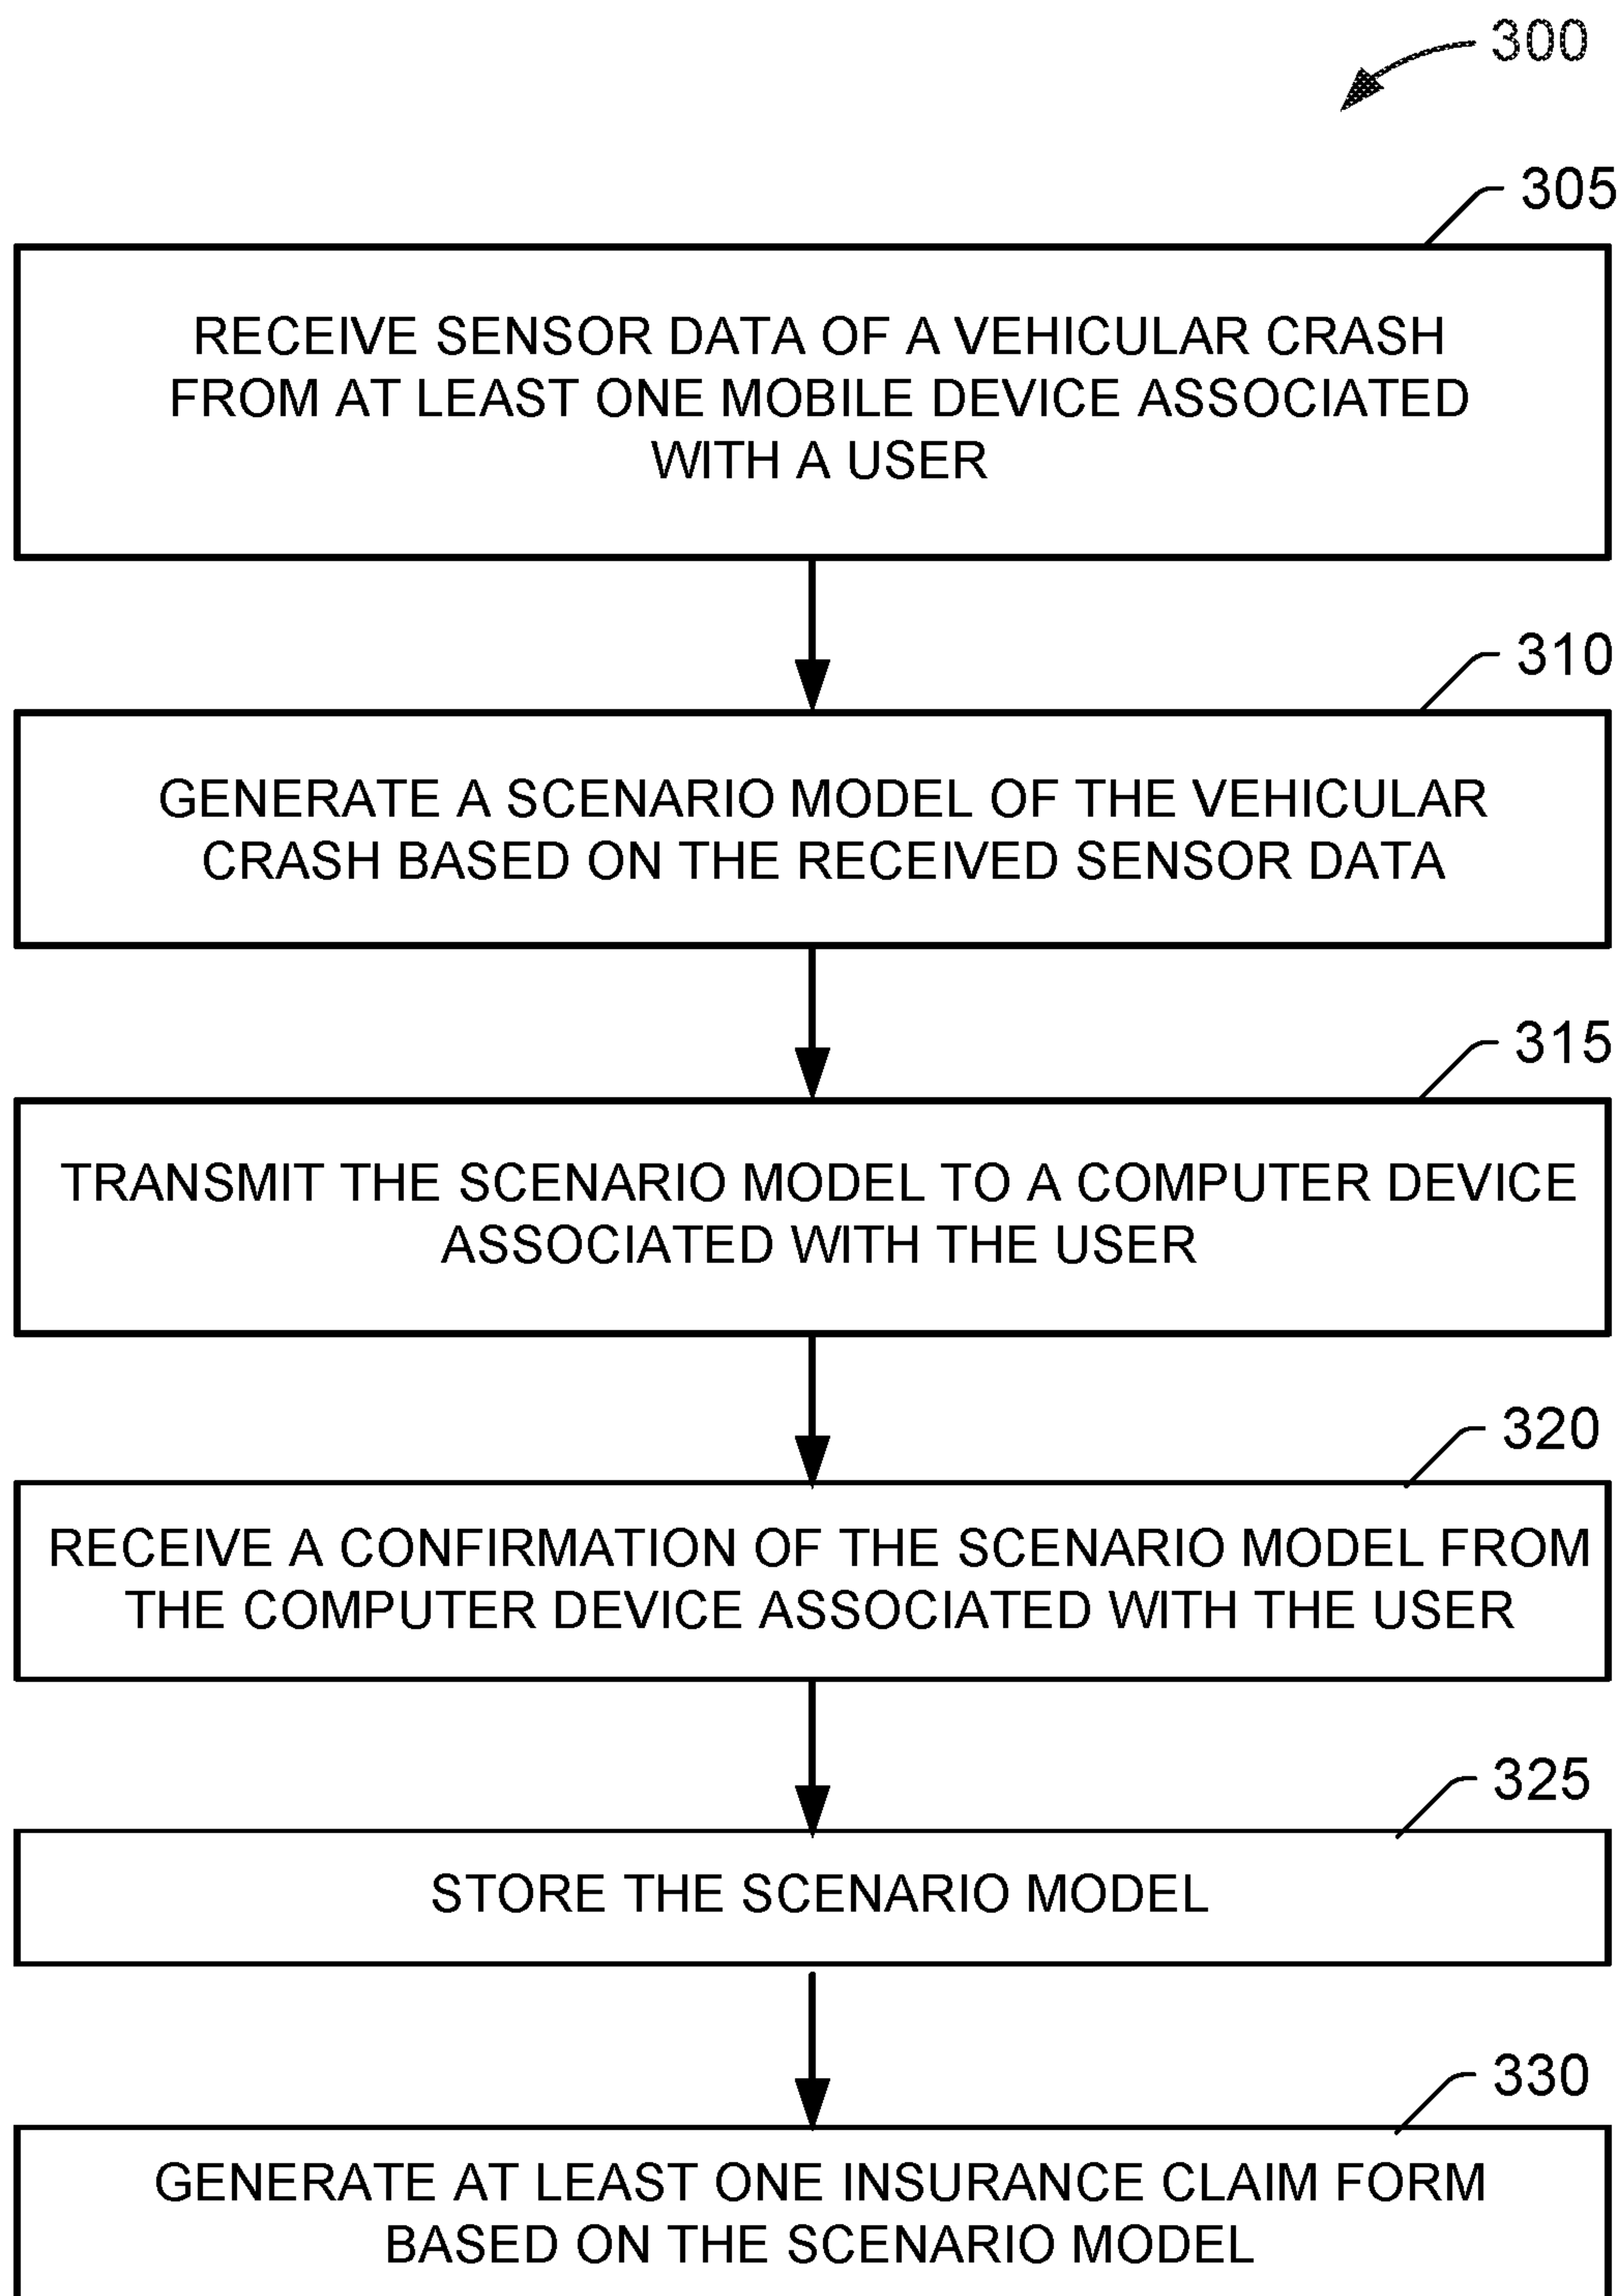 300
305
RECEIVE SENSOR DATA OF A VEHICULAR CRASH
FROM AT LEAST ONE MOBILE DEVICE ASSOCIATED
WITH A USER
310
GENERATE A SCENARIO MODEL OF THE VEHICULAR
CRASH BASED ON THE RECEIVED SENSOR DATA
315
TRANSMIT THE SCENARIO MODEL TO A COMPUTER DEVICE
ASSOCIATED WITH THE USER
320
RECEIVE A CONFIRMATION OF THE SCENARIO MODEL FROM
THE COMPUTER DEVICE ASSOCIATED WITH THE USER
325
STORE THE SCENARIO MODEL
330
GENERATE AT LEAST ONE INSURANCE CLAIM FORM
BASED ON THE SCENARIO MODEL